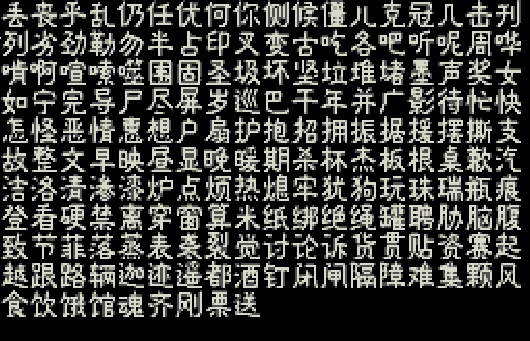 丢丧乎乱仍任优何你侧候僵儿克冠几击刊
列劣劲勒勿半占印叉变古吃各吧听呢周哗
啃啊喧嗦噬围固圣圾坏坚垃堆堵墨声奖女
如宁完导尸尽屏岁巡巴干年并广影待忙快
怎怪恶情惠想户扇护抱招拥振据援摆撕支
故整文早映昼显晚暖期杀杯杰板根桌歉汽
洁洛清渗漆炉点烦热熄牢犹狗玩珠瑞瓶痕
登看硬禁离穿窗算米纸绑绝绳罐聘胁脑腹
致节菲落蒸表袭裂觉讨论诉货贯贴资赛起
越跟路辆迦迹遥都酒钉闭闸隔障难集颗风
食饮饿馆魂齐刚票送